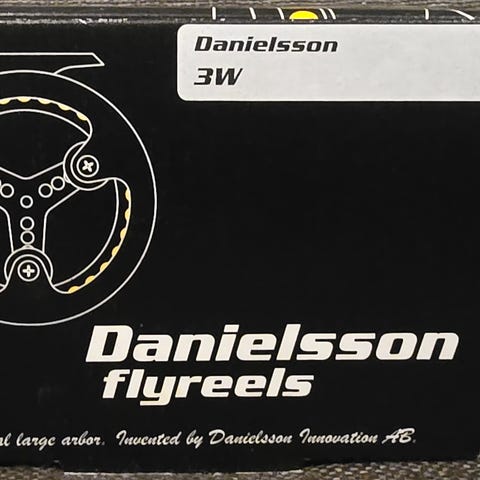 Danielsson
3W
Danielsson
flyreels
large arbor. Invented by Danielsson Innovation AB.